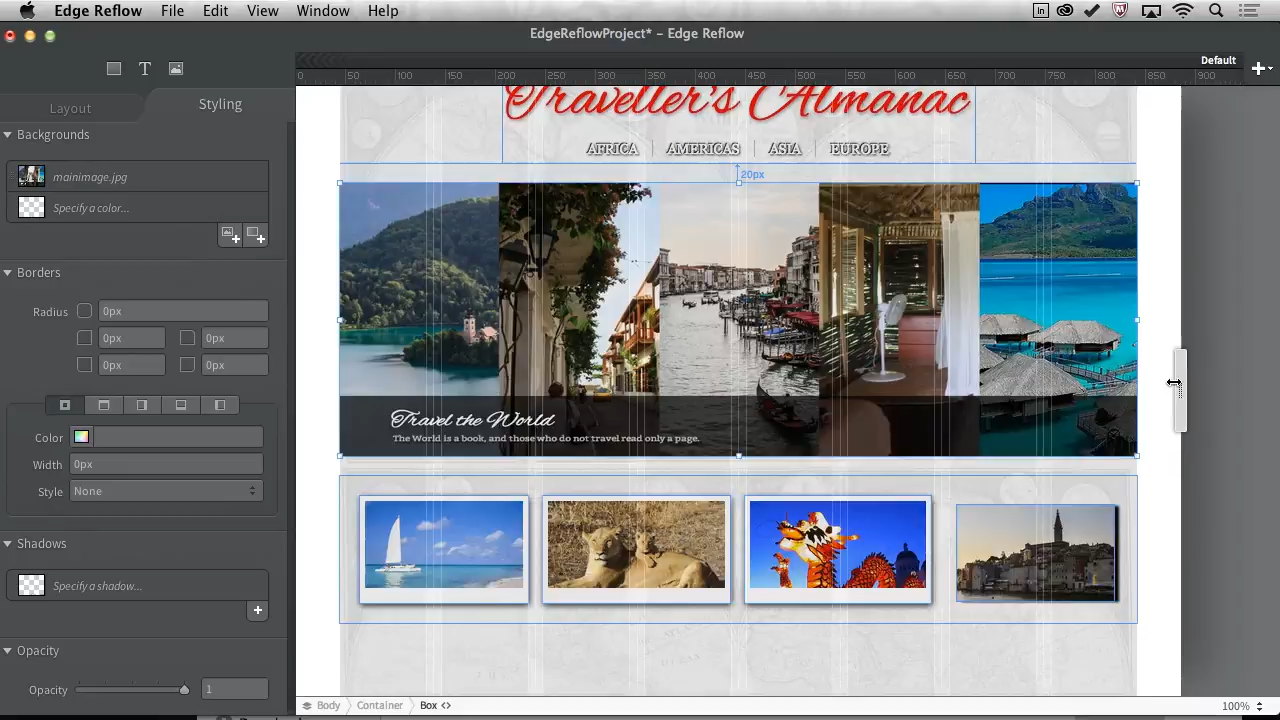 Edge Reflow File Edit View Window Help
EdgeReflowProject* – Edge Reflow
Default
0 50 100 150 200 250 300 350 400 450 500 550 600 650 700 750 800 850 900
T
Layout
Styling
Backgrounds
mainimage.jpg
Specify a color...
Borders
Radius 0px
0px 0px
0px 0px
Color
Width 0px
Style None
Shadows
Specify a shadow...
Opacity
Opacity 1
Traveller's Almanac
AFRICA AMERICAS ASIA EUROPE
20px
Travel the World
The World is a book, and those who do not travel read only a page.
Body Container Box <>
100%